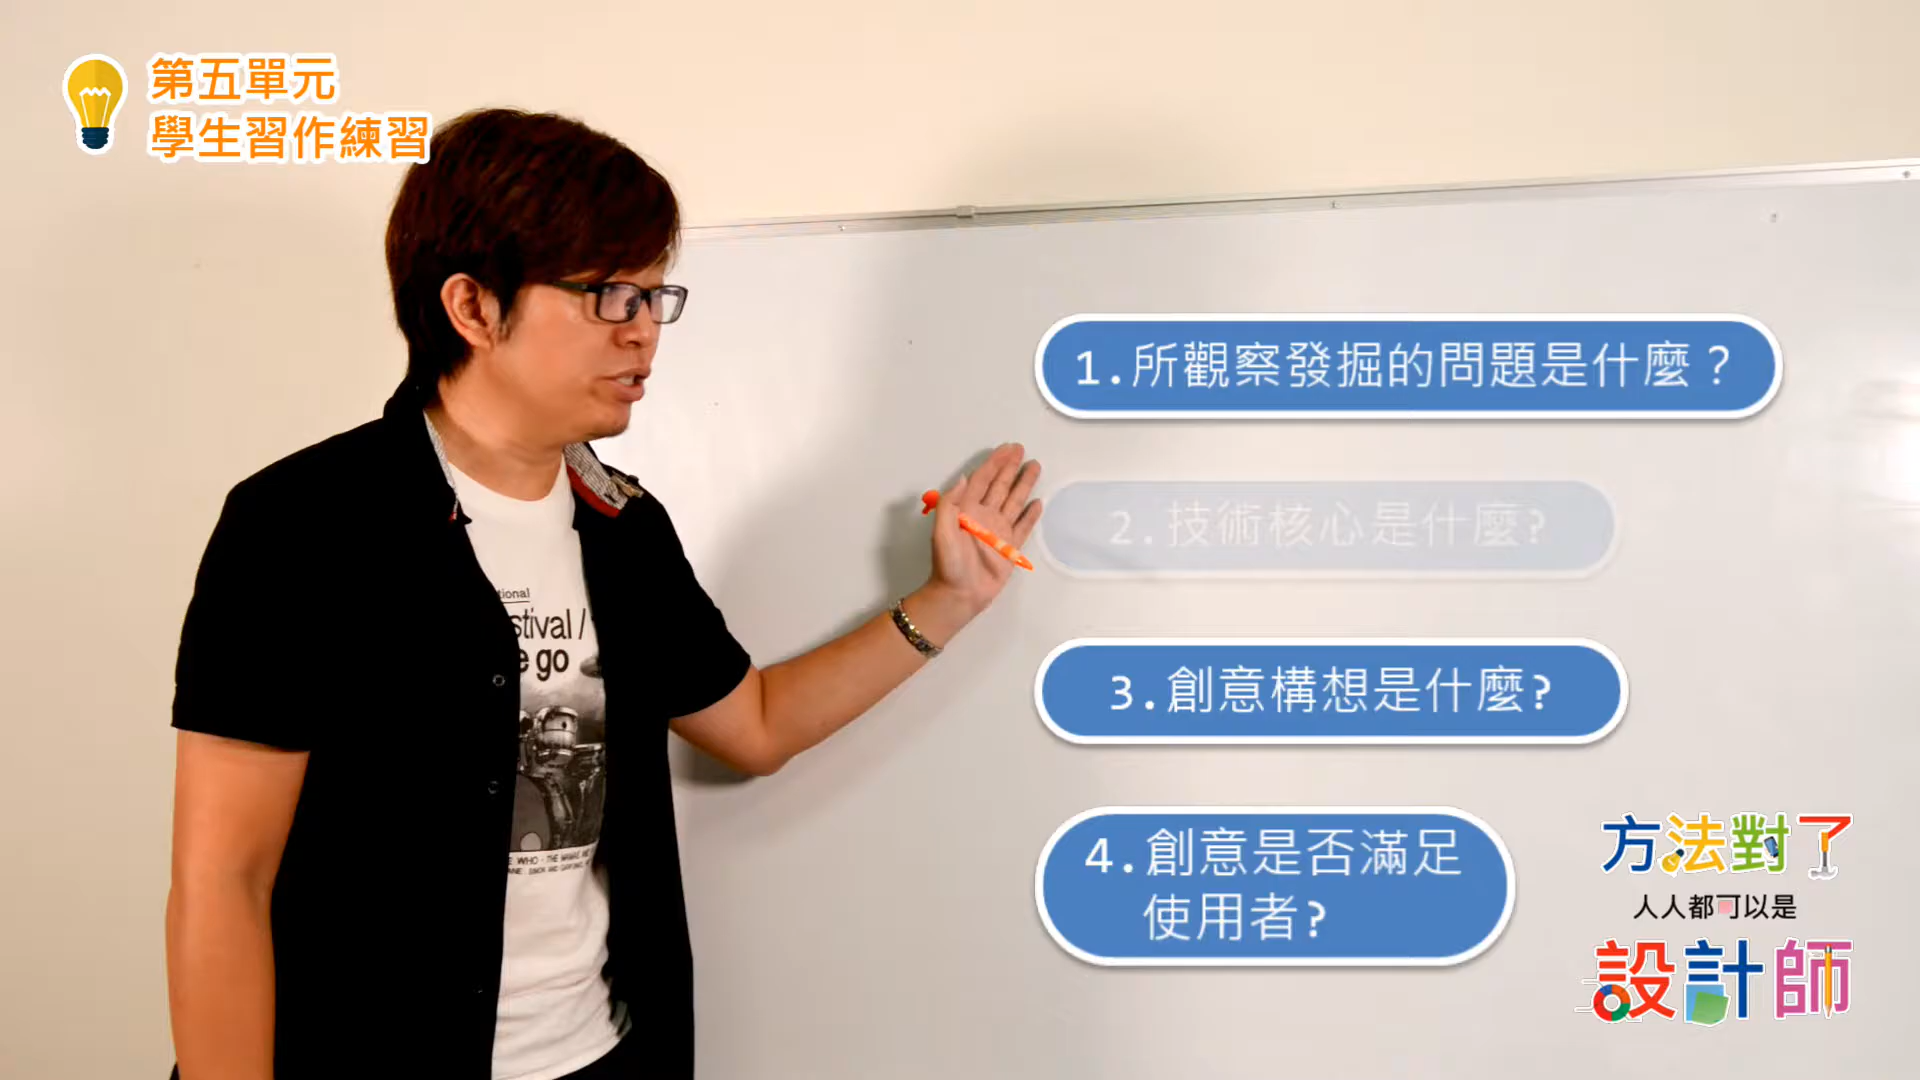 第五單元
學生習作練習
1.所觀察發掘的問題是什麼？
2.技術核心是什麼?
3.創意構想是什麼?
4.創意是否滿足
使用者?
tional
stival /
e go
方法對了
人人都可以是
設計師